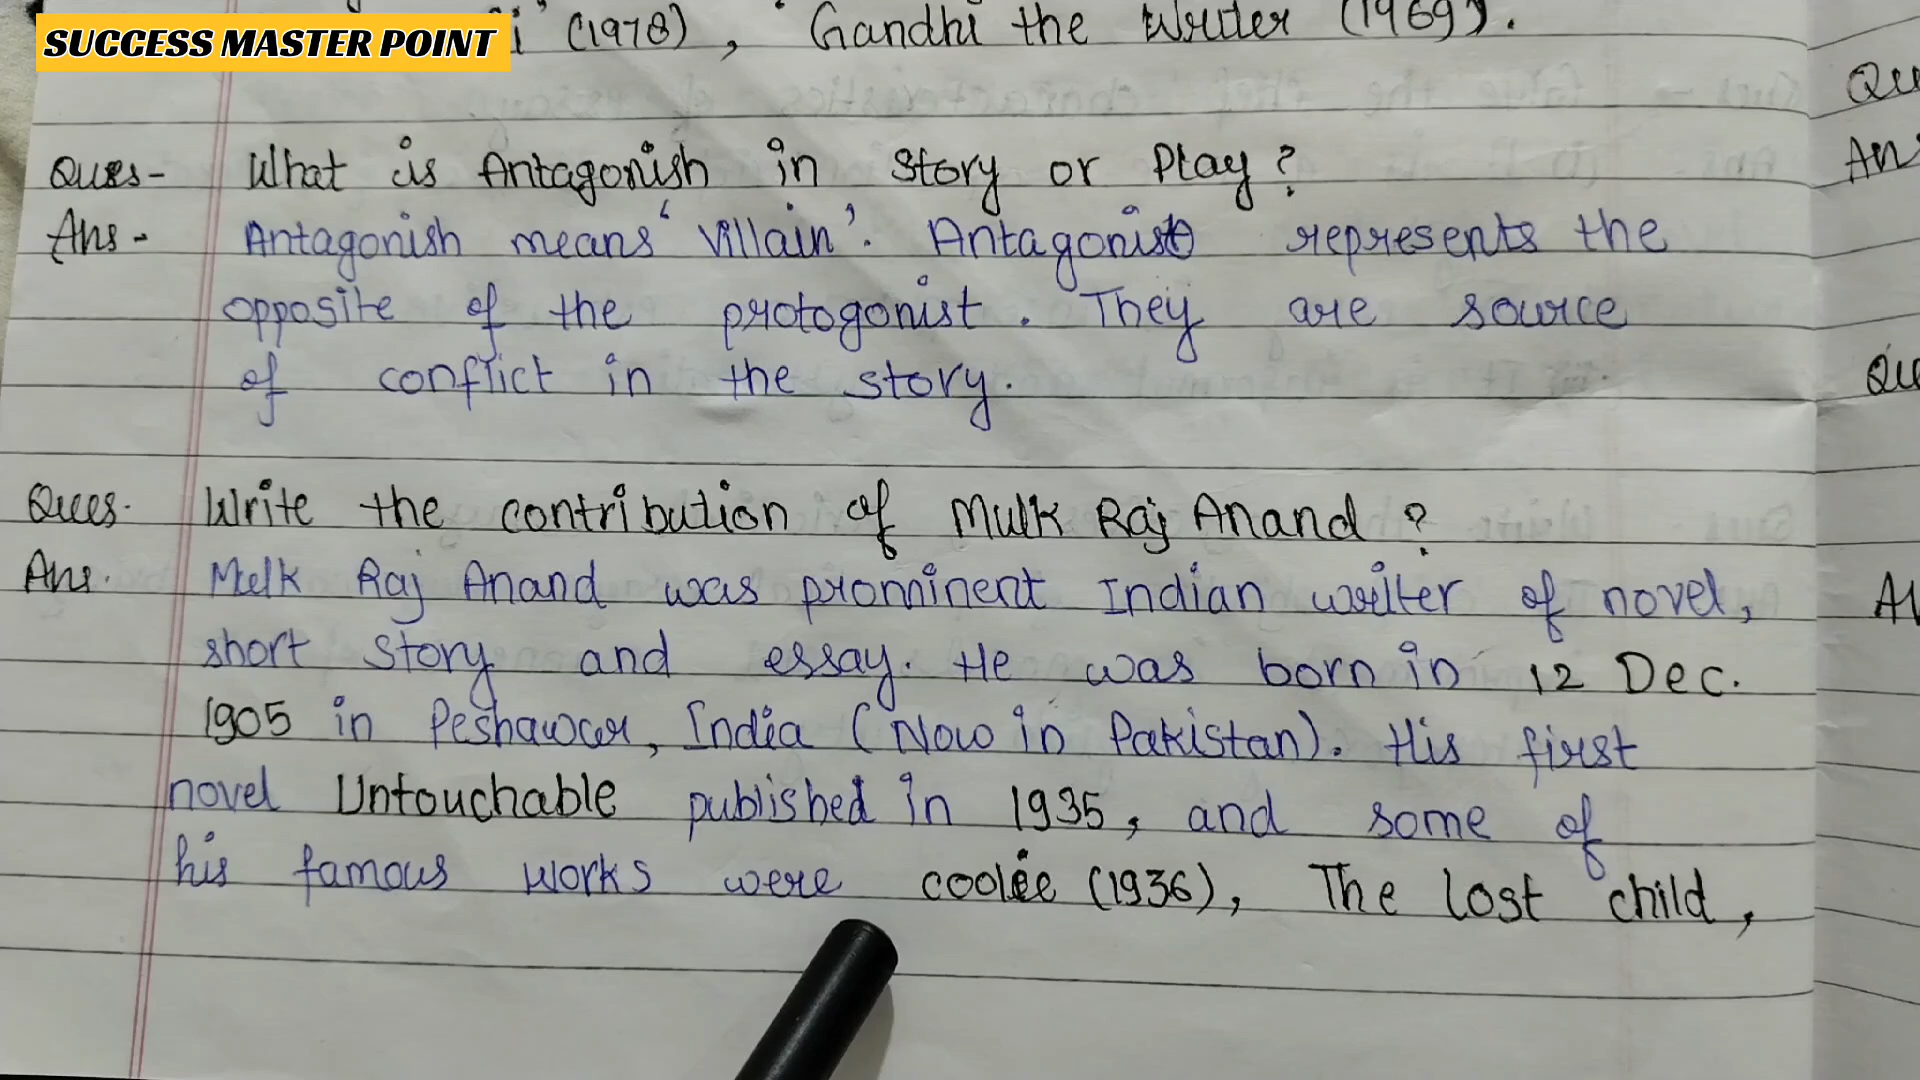 SUCCESS MASTER POINT
i' (1978), Gandhi the Writer (1969).
Ques- What is Antagonish in Story or Play?
Ans- Antagonish means 'Villain'. Antagonist represents the
opposite of the protogonist. They are source
of conflict in the story.
Ques. Write the contribution of Mulk Raj Anand?
Ans. Melk Raj Anand was prominent Indian writer of novel,
short story and essay. He was born in 12 Dec.
1905 in Peshawar, India (Now in Pakistan). His first
novel Untouchable published in 1935, and some of
his famous works were coolie (1936), The lost child,
Qu
An
Qu
A